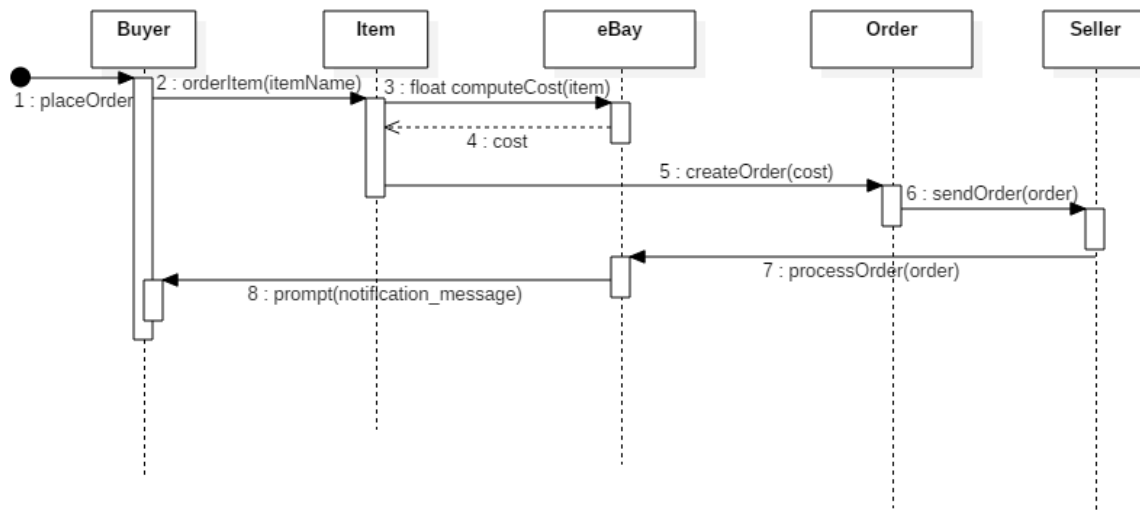 Buyer
Item
eBay
Order
Seller
1 : placeOrder
2 : orderItem(itemName)
3 : float computeCost(item)
4 : cost
5 : createOrder(cost)
6 : sendOrder(order)
7 : processOrder(order)
8 : prompt(notification_message)